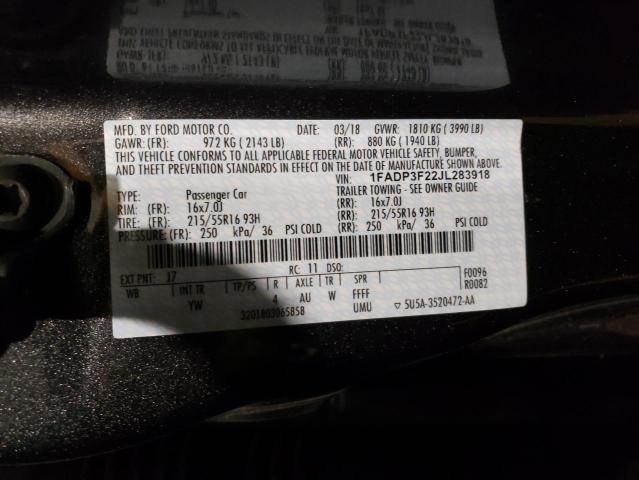 MFD. BY FORD MOTOR CO. DATE: 03/18 GVWR: 1810 KG ( 3990 LB)
GAWR: (FR): 972 KG ( 2143 LB) (RR): 880 KG ( 1940 LB)
THIS VEHICLE CONFORMS TO ALL APPLICABLE FEDERAL MOTOR VEHICLE SAFETY, BUMPER,
AND THEFT PREVENTION STANDARDS IN EFFECT ON THE DATE OF MANUFACTURE SHOWN ABOVE.
VIN: 1FADP3F22JL283918
TYPE: Passenger Car TRAILER TOWING - SEE OWNER GUIDE
RIM: (FR): 16x7.0J (RR): 16x7.0J
TIRE: (FR): 215/55R16 93H (RR): 215/55R16 93H
PRESSURE: (FR): 250 kPa/ 36 PSI COLD (RR): 250 kPa/ 36 PSI COLD
EXT PNT: J7 RC: 11 DSO: F0096
WB INT TR TP/PS R AXLE TR SPR R0082
YW 4 AU W FFFF
3201803065858 UMU ▽ 5U5A-3520472-AA